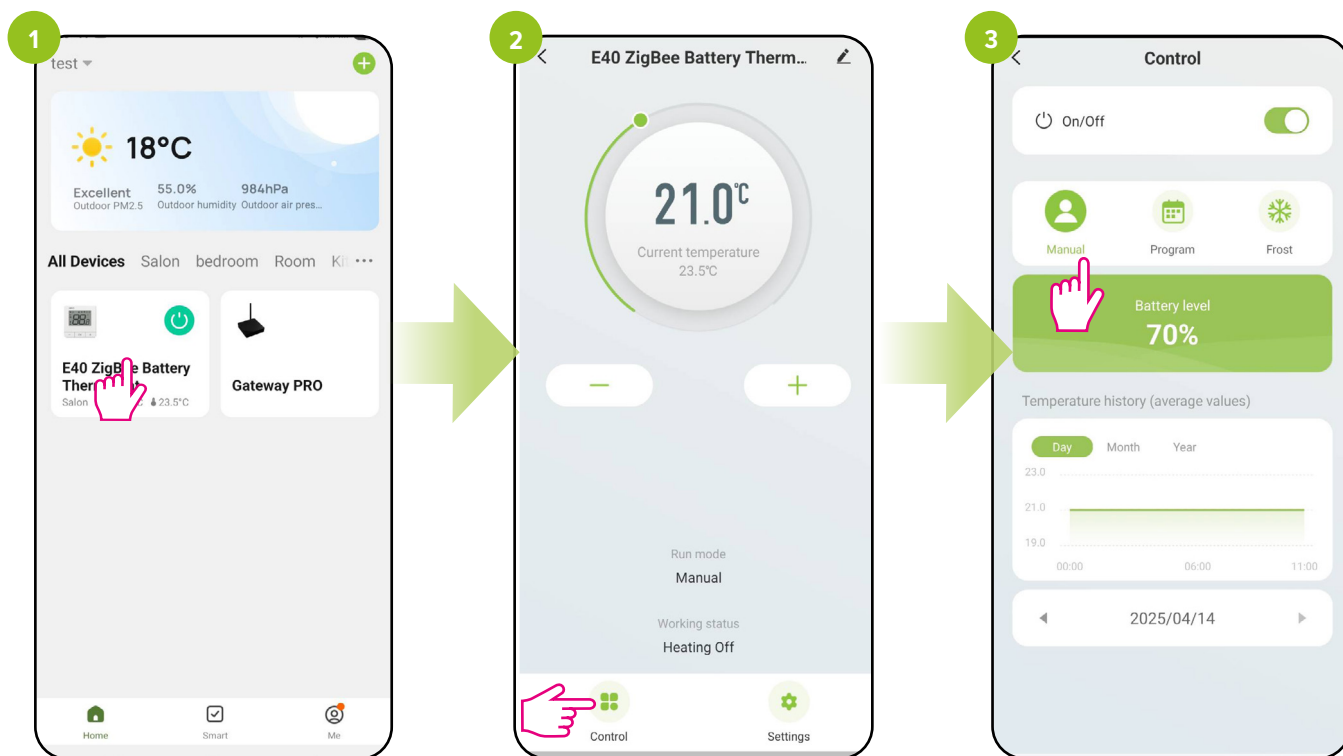 1
test
18°C
Excellent 55.0% 984hPa
Outdoor PM2.5 Outdoor humidity Outdoor air pres...
All Devices Salon bedroom Room ...
E40 ZigBee Battery
Salon 23.5°C
Gateway PRO
Home Smart Me
2
E40 ZigBee Battery Therm...
21.0°C
Current temperature
23.5°C
−
+
Run mode
Manual
Working status
Heating Off
Control Settings
3
Control
On/Off
Manual Program Frost
Battery level
70%
Temperature history (average values)
Day Month Year
23.0
21.0
19.0
00:00 06:00 11:00
2025/04/14